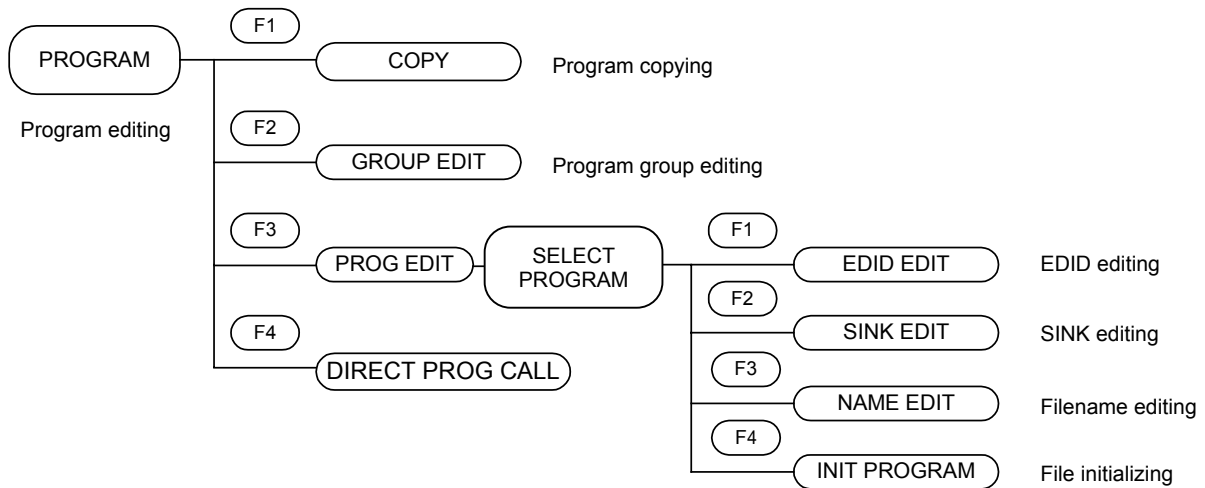 F1
PROGRAM
COPY
Program copying
Program editing
F2
GROUP EDIT
Program group editing
F3
PROG EDIT
SELECT
PROGRAM
F1
EDID EDIT
EDID editing
F2
SINK EDIT
SINK editing
F4
DIRECT PROG CALL
F3
NAME EDIT
Filename editing
F4
INIT PROGRAM
File initializing